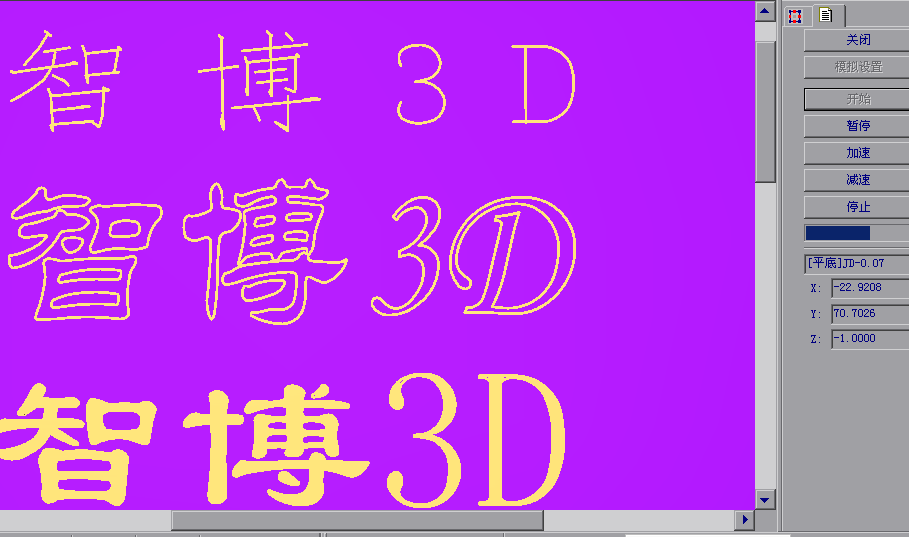 智博3D
智博3D
智博3D
关闭
模拟设置
开始
暂停
加速
减速
停止
[平底]JD-0.07
X: -22.9208
Y: 70.7026
Z: -1.0000